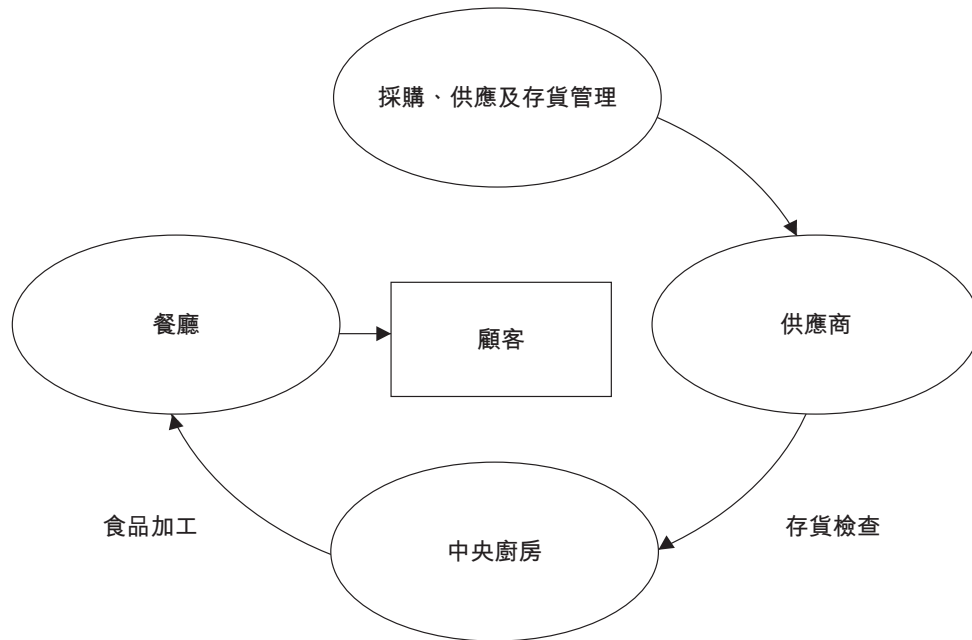 採購、供應及存貨管理
餐廳
顧客
供應商
食品加工
中央廚房
存貨檢查